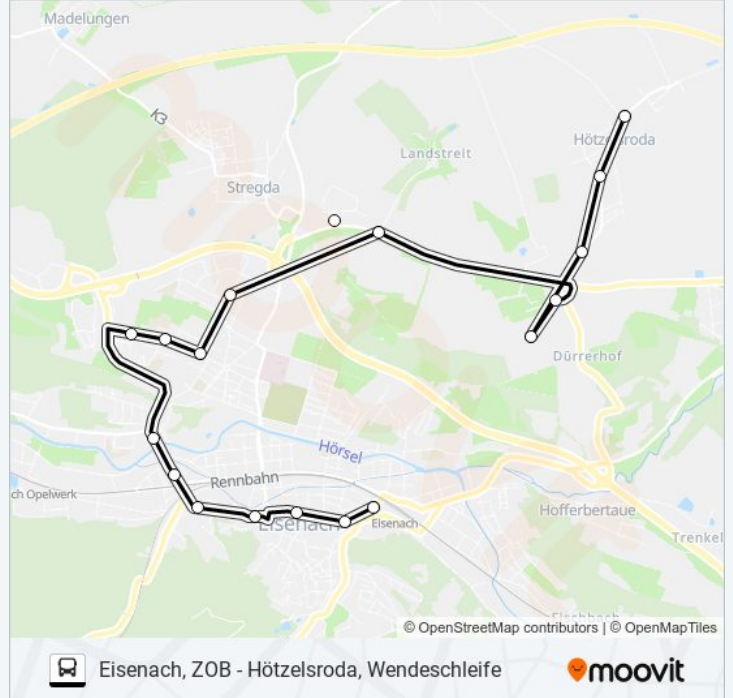 Madelungen
K3
Hötzelsroda
Landstreit
Stregda
Dürrerhof
Hörsel
Rennbahn
ch Opelwerk
Eisenach
Eisenach
Hofferbertaue
Trenkel
© OpenStreetMap contributors | © OpenMapTiles
Eisenach, ZOB - Hötzelsroda, Wendeschleife
moovit